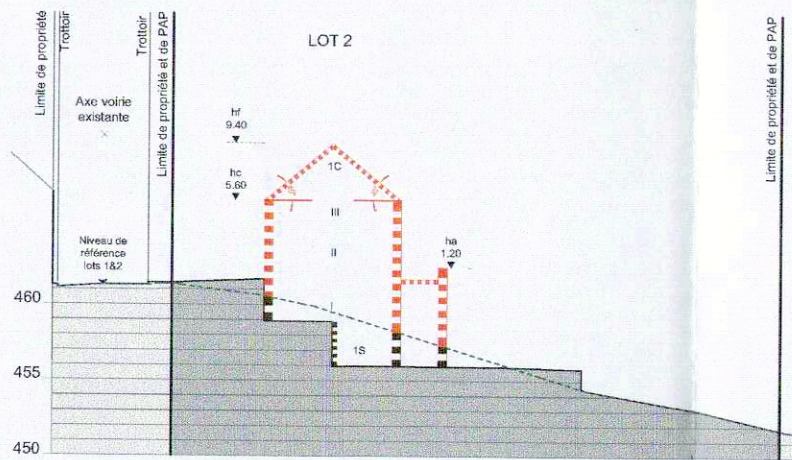 Limite de propriété
Trottoir
Trottoir
Limite de propriété et de PAP
Axe voirie
existante
LOT 2
hf
9.40
hc
5.60
1C
III
II
I
1S
ha
1.20
Niveau de
référence
lots 1&2
Limite de propriété et de PAP
460
455
450